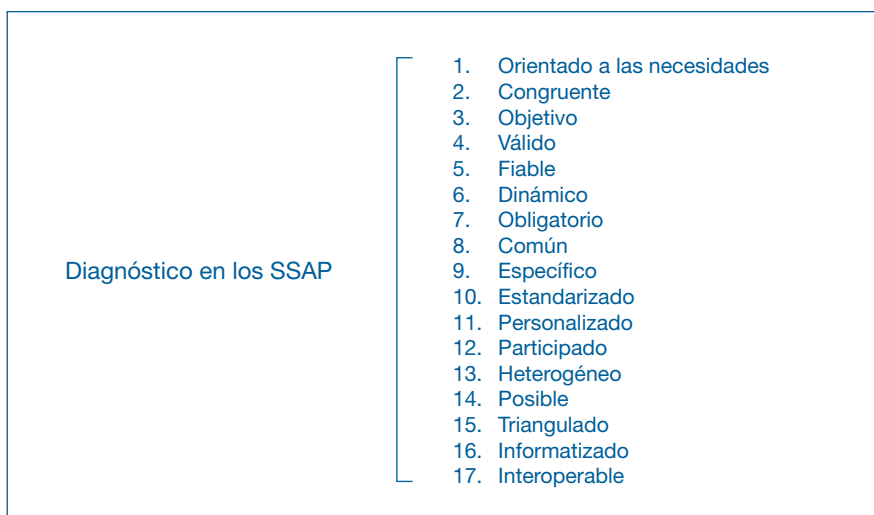 Diagnóstico en los SSAP
1. Orientado a las necesidades
2. Congruente
3. Objetivo
4. Válido
5. Fiable
6. Dinámico
7. Obligatorio
8. Común
9. Específico
10. Estandarizado
11. Personalizado
12. Participado
13. Heterogéneo
14. Posible
15. Triangulado
16. Informatizado
17. Interoperable